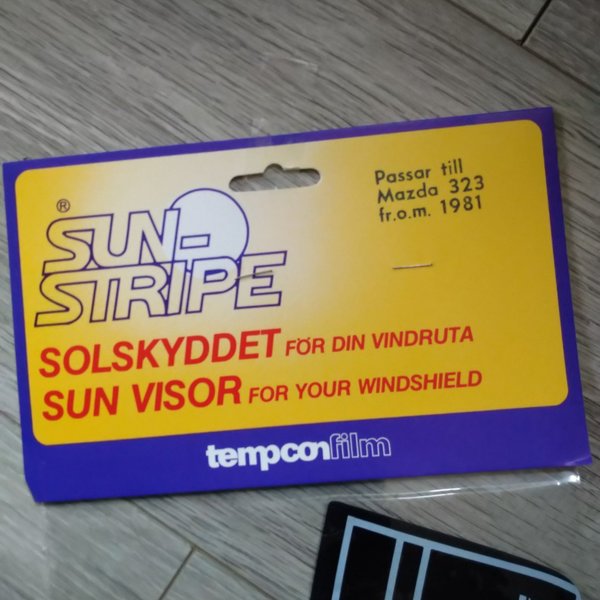 Passar till
Mazda 323
fr.o.m. 1981
® SUN-
STRIPE
SOLSKYDDET FÖR DIN VINDRUTA
SUN VISOR FOR YOUR WINDSHIELD
tempconfilm